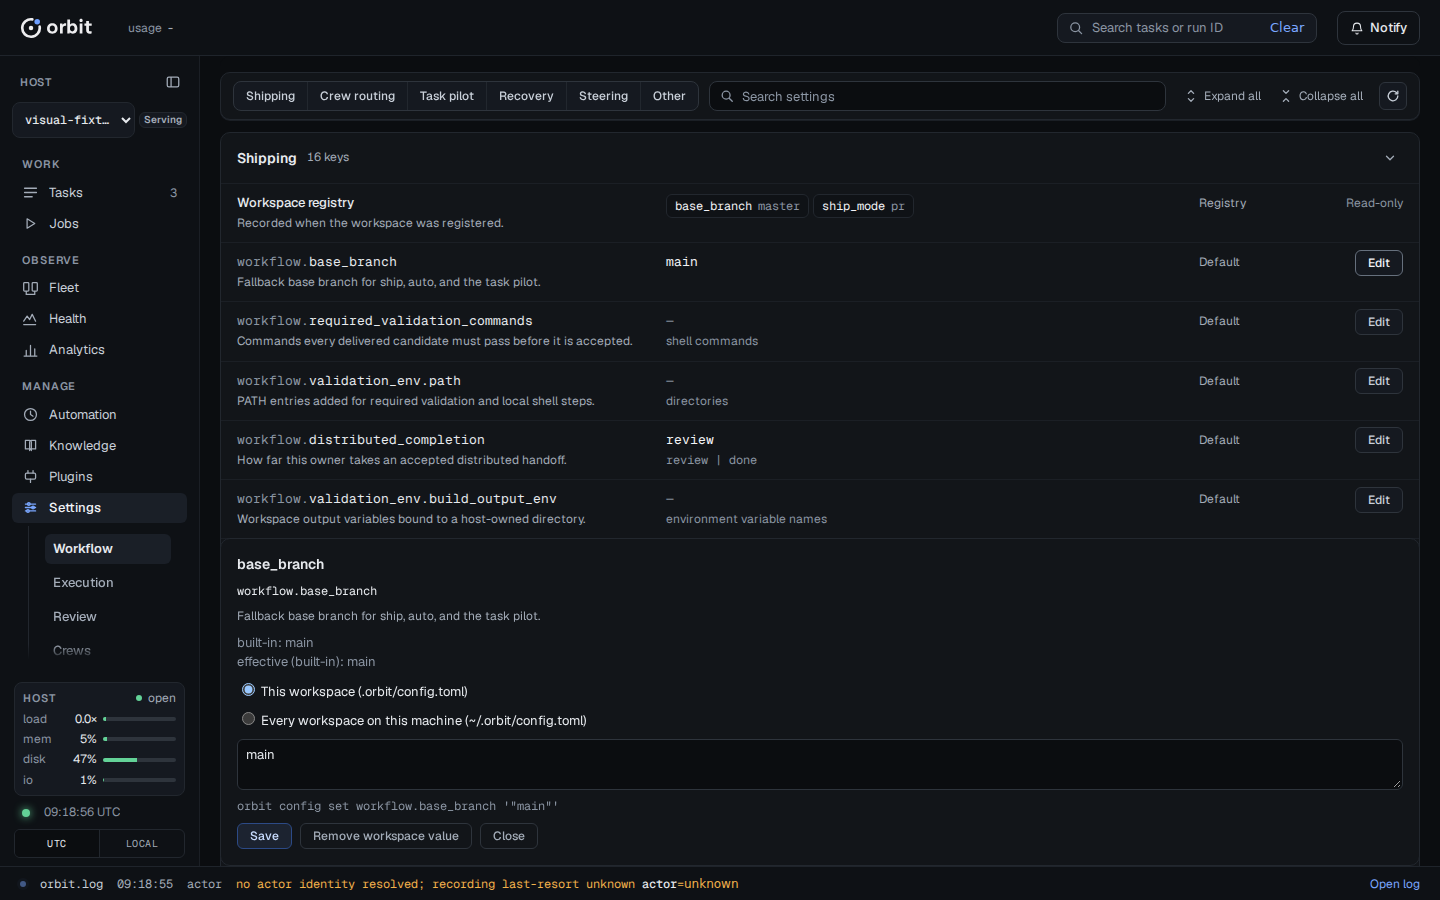 orbit
usage -
Search tasks or run ID
Clear
Notify
HOST
visual-fixt…
Serving
WORK
Tasks 3
Jobs
OBSERVE
Fleet
Health
Analytics
MANAGE
Automation
Knowledge
Plugins
Settings
Workflow
Execution
Review
Crews
HOST open
load 0.0×
mem 5%
disk 47%
io 1%
09:18:56 UTC
UTC LOCAL
Shipping Crew routing Task pilot Recovery Steering Other
Search settings
Expand all
Collapse all
Shipping 16 keys
Workspace registry base_branch master ship_mode pr Registry Read-only
Recorded when the workspace was registered.
workflow.base_branch main Default Edit
Fallback base branch for ship, auto, and the task pilot.
workflow.required_validation_commands — Default Edit
Commands every delivered candidate must pass before it is accepted. shell commands
workflow.validation_env.path — Default Edit
PATH entries added for required validation and local shell steps. directories
workflow.distributed_completion review Default Edit
How far this owner takes an accepted distributed handoff. review | done
workflow.validation_env.build_output_env — Default Edit
Workspace output variables bound to a host-owned directory. environment variable names
base_branch
workflow.base_branch
Fallback base branch for ship, auto, and the task pilot.
built-in: main
effective (built-in): main
This workspace (.orbit/config.toml)
Every workspace on this machine (~/.orbit/config.toml)
main
orbit config set workflow.base_branch '"main"'
Save Remove workspace value Close
orbit.log 09:18:55 actor no actor identity resolved; recording last-resort unknown actor=unknown Open log